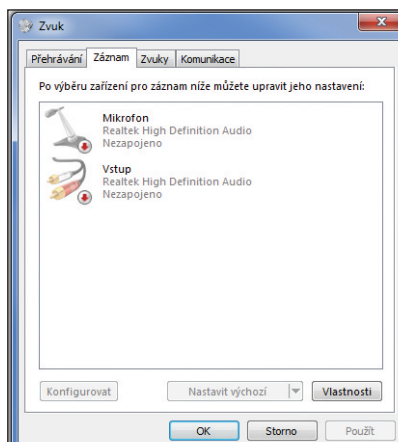 Zvuk
Přehrávání Záznam Zvuky Komunikace
Po výběru zařízení pro záznam níže můžete upravit jeho nastavení:
Mikrofon
Realtek High Definition Audio
Nezapojeno
Vstup
Realtek High Definition Audio
Nezapojeno
Konfigurovat Nastavit výchozí Vlastnosti
OK Storno Použít